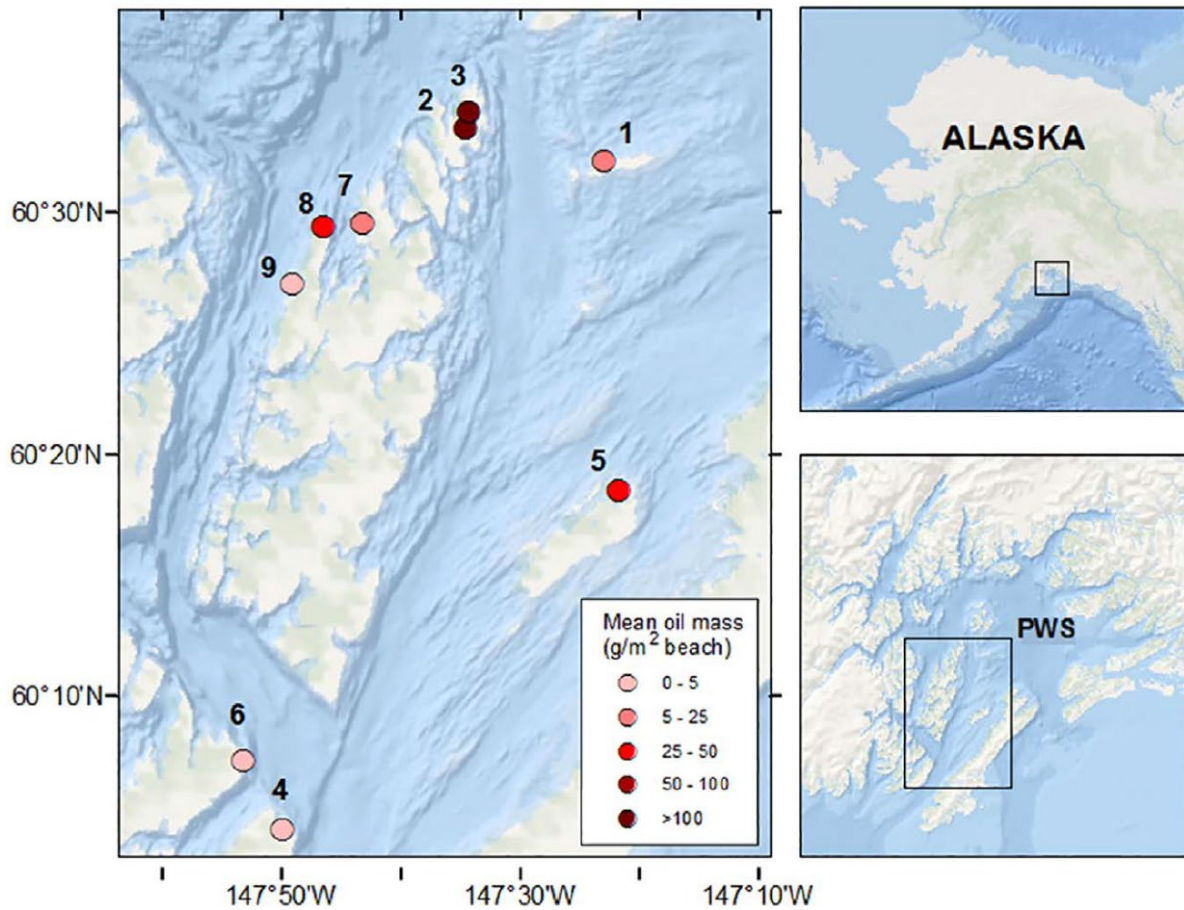 3
2
1
7
8
9
5
6
4
60°30'N
60°20'N
60°10'N
147°50'W
147°30'W
147°10'W
Mean oil mass
(g/m² beach)
0 - 5
5 - 25
25 - 50
50 - 100
>100
ALASKA
PWS